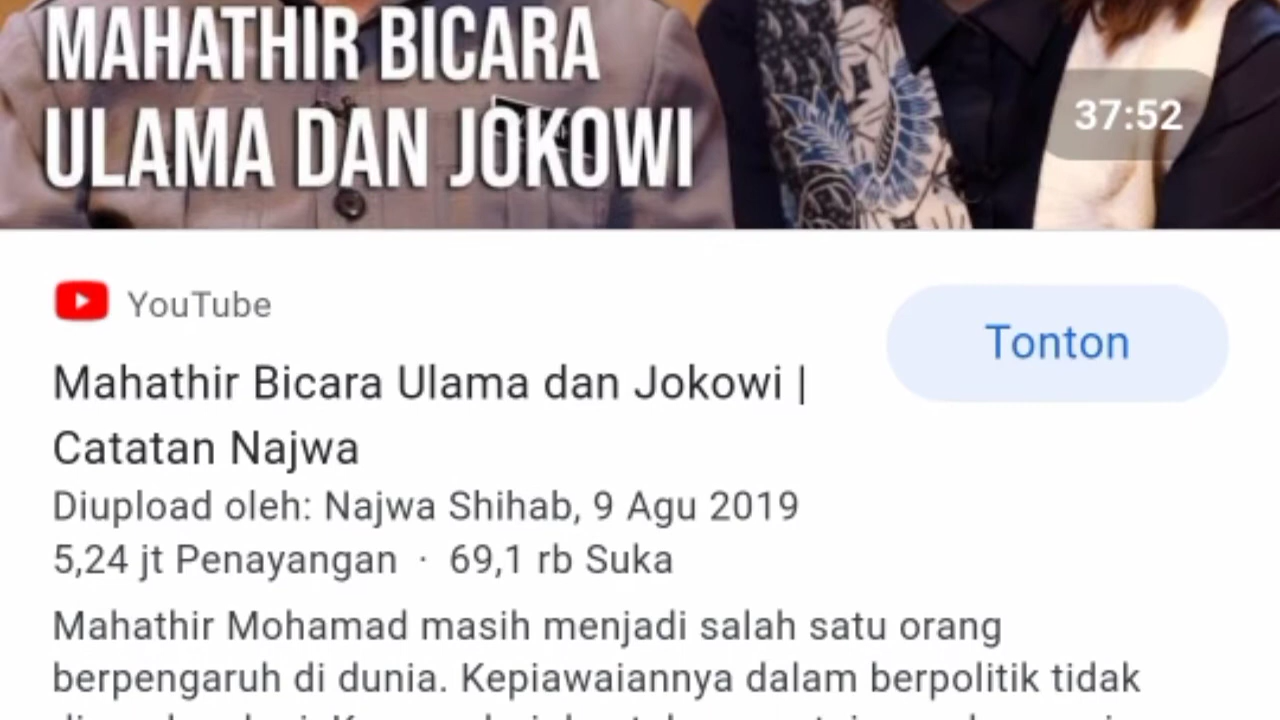 MAHATHIR BICARA
ULAMA DAN JOKOWI
37:52
YouTube
Tonton
Mahathir Bicara Ulama dan Jokowi |
Catatan Najwa
Diupload oleh: Najwa Shihab, 9 Agu 2019
5,24 jt Penayangan · 69,1 rb Suka
Mahathir Mohamad masih menjadi salah satu orang
berpengaruh di dunia. Kepiawaiannya dalam berpolitik tidak